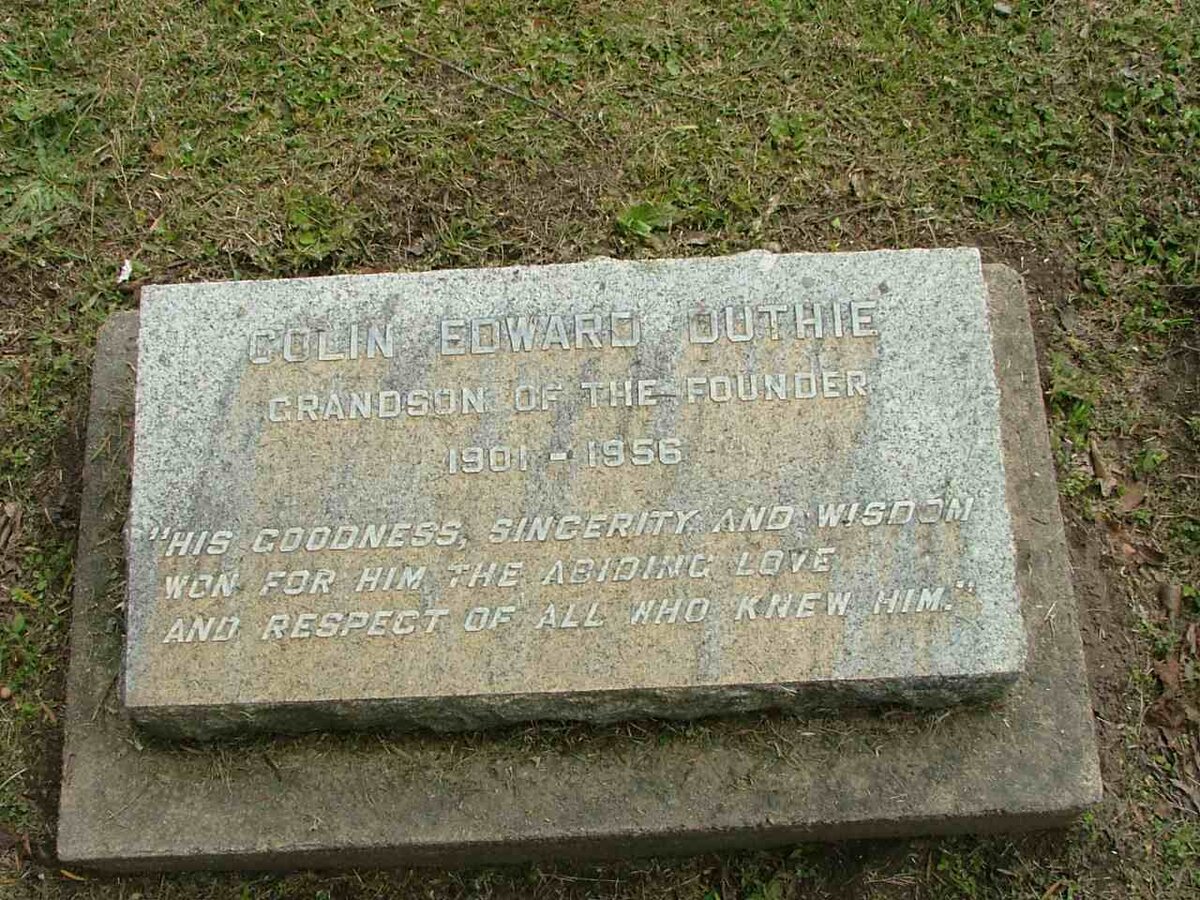 COLIN EDWARD DUTHIE
GRANDSON OF THE FOUNDER
1901 - 1956
"HIS GOODNESS, SINCERITY AND WISDOM
WON FOR HIM THE ABIDING LOVE
AND RESPECT OF ALL WHO KNEW HIM."